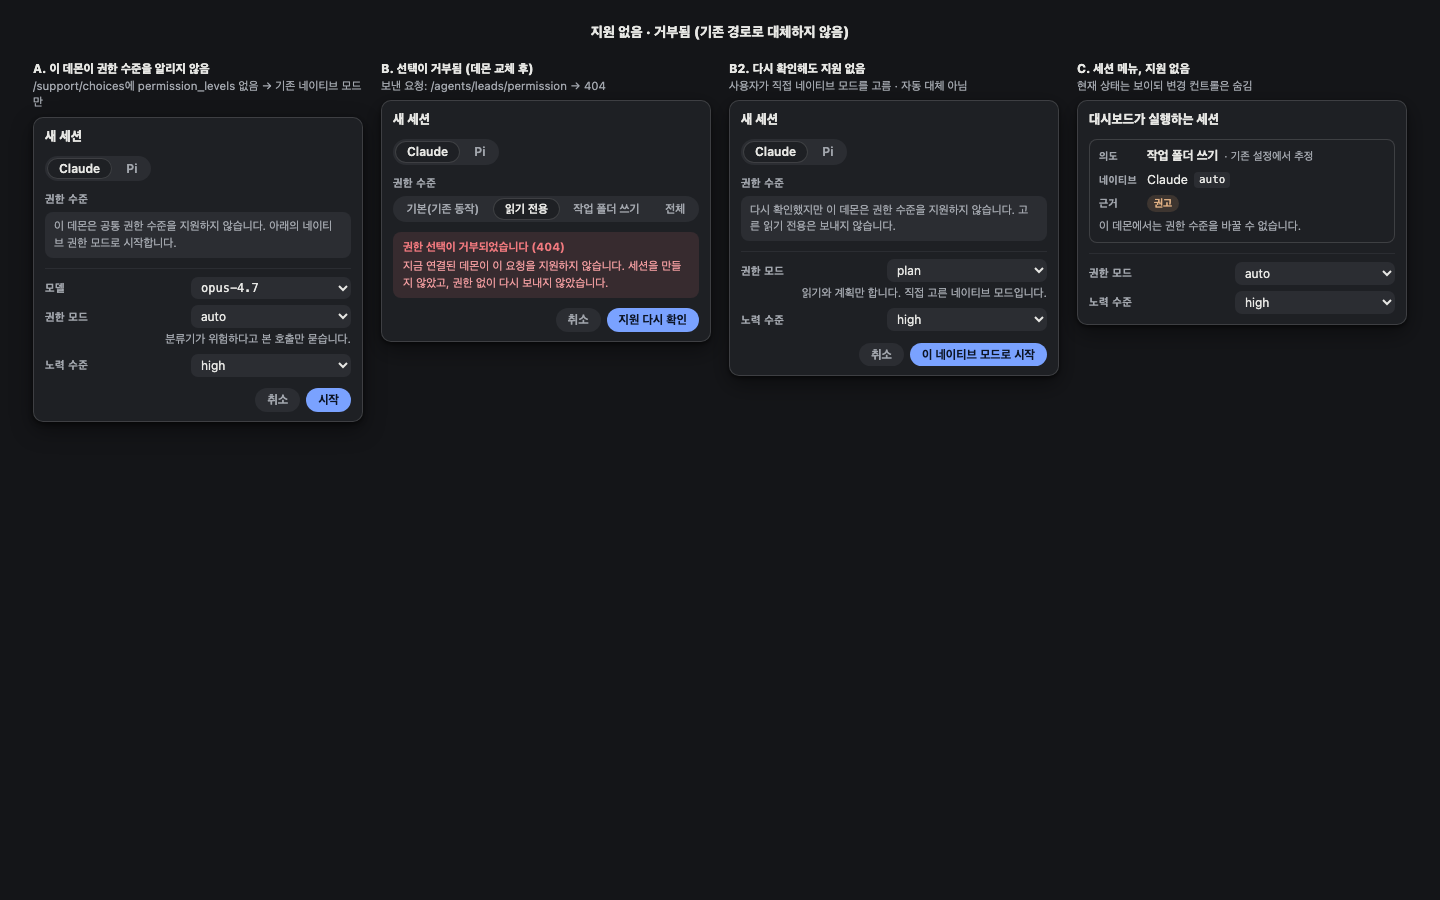 지원 없음 · 거부됨 (기존 경로로 대체하지 않음)
A. 이 데몬이 권한 수준을 알리지 않음
/support/choices에 permission_levels 없음 → 기존 네이티브 모드
만
새 세션
Claude Pi
권한 수준
이 데몬은 공통 권한 수준을 지원하지 않습니다. 아래의 네이티
브 권한 모드로 시작합니다.
모델 opus-4.7
권한 모드 auto
분류기가 위험하다고 본 호출만 묻습니다.
노력 수준 high
취소 시작
B. 선택이 거부됨 (데몬 교체 후)
보낸 요청: /agents/leads/permission → 404
새 세션
Claude Pi
권한 수준
기본(기존 동작) 읽기 전용 작업 폴더 쓰기 전체
권한 선택이 거부되었습니다 (404)
지금 연결된 데몬이 이 요청을 지원하지 않습니다. 세션을 만들
지 않았고, 권한 없이 다시 보내지 않았습니다.
취소 지원 다시 확인
B2. 다시 확인해도 지원 없음
사용자가 직접 네이티브 모드를 고름 · 자동 대체 아님
새 세션
Claude Pi
권한 수준
다시 확인했지만 이 데몬은 권한 수준을 지원하지 않습니다. 고
른 읽기 전용은 보내지 않습니다.
권한 모드 plan
읽기와 계획만 합니다. 직접 고른 네이티브 모드입니다.
노력 수준 high
취소 이 네이티브 모드로 시작
C. 세션 메뉴, 지원 없음
현재 상태는 보이되 변경 컨트롤은 숨김
대시보드가 실행하는 세션
의도 작업 폴더 쓰기 · 기존 설정에서 추정
네이티브 Claude auto
근거 권고
이 데몬에서는 권한 수준을 바꿀 수 없습니다.
권한 모드 auto
노력 수준 high